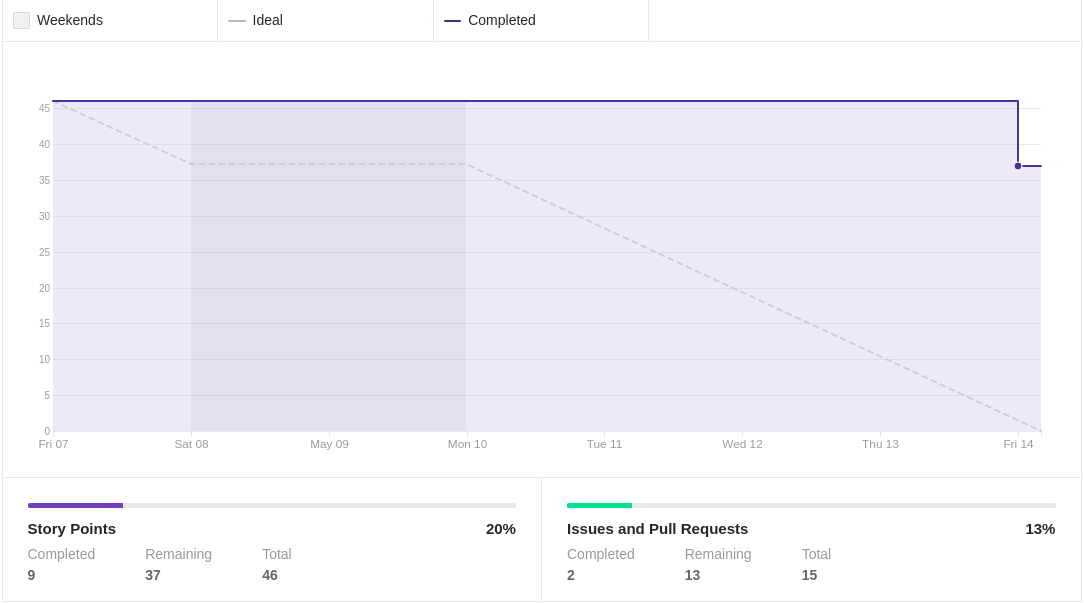 Weekends Ideal Completed
45
40
35
30
25
20
15
10
5
0
Fri 07 Sat 08 May 09 Mon 10 Tue 11 Wed 12 Thu 13 Fri 14
Story Points 20%
Completed Remaining Total
9 37 46
Issues and Pull Requests 13%
Completed Remaining Total
2 13 15